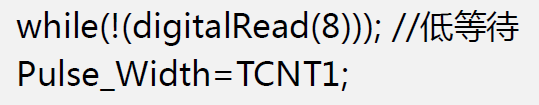 while(!(digitalRead(8))); //低等待
Pulse_Width=TCNT1;